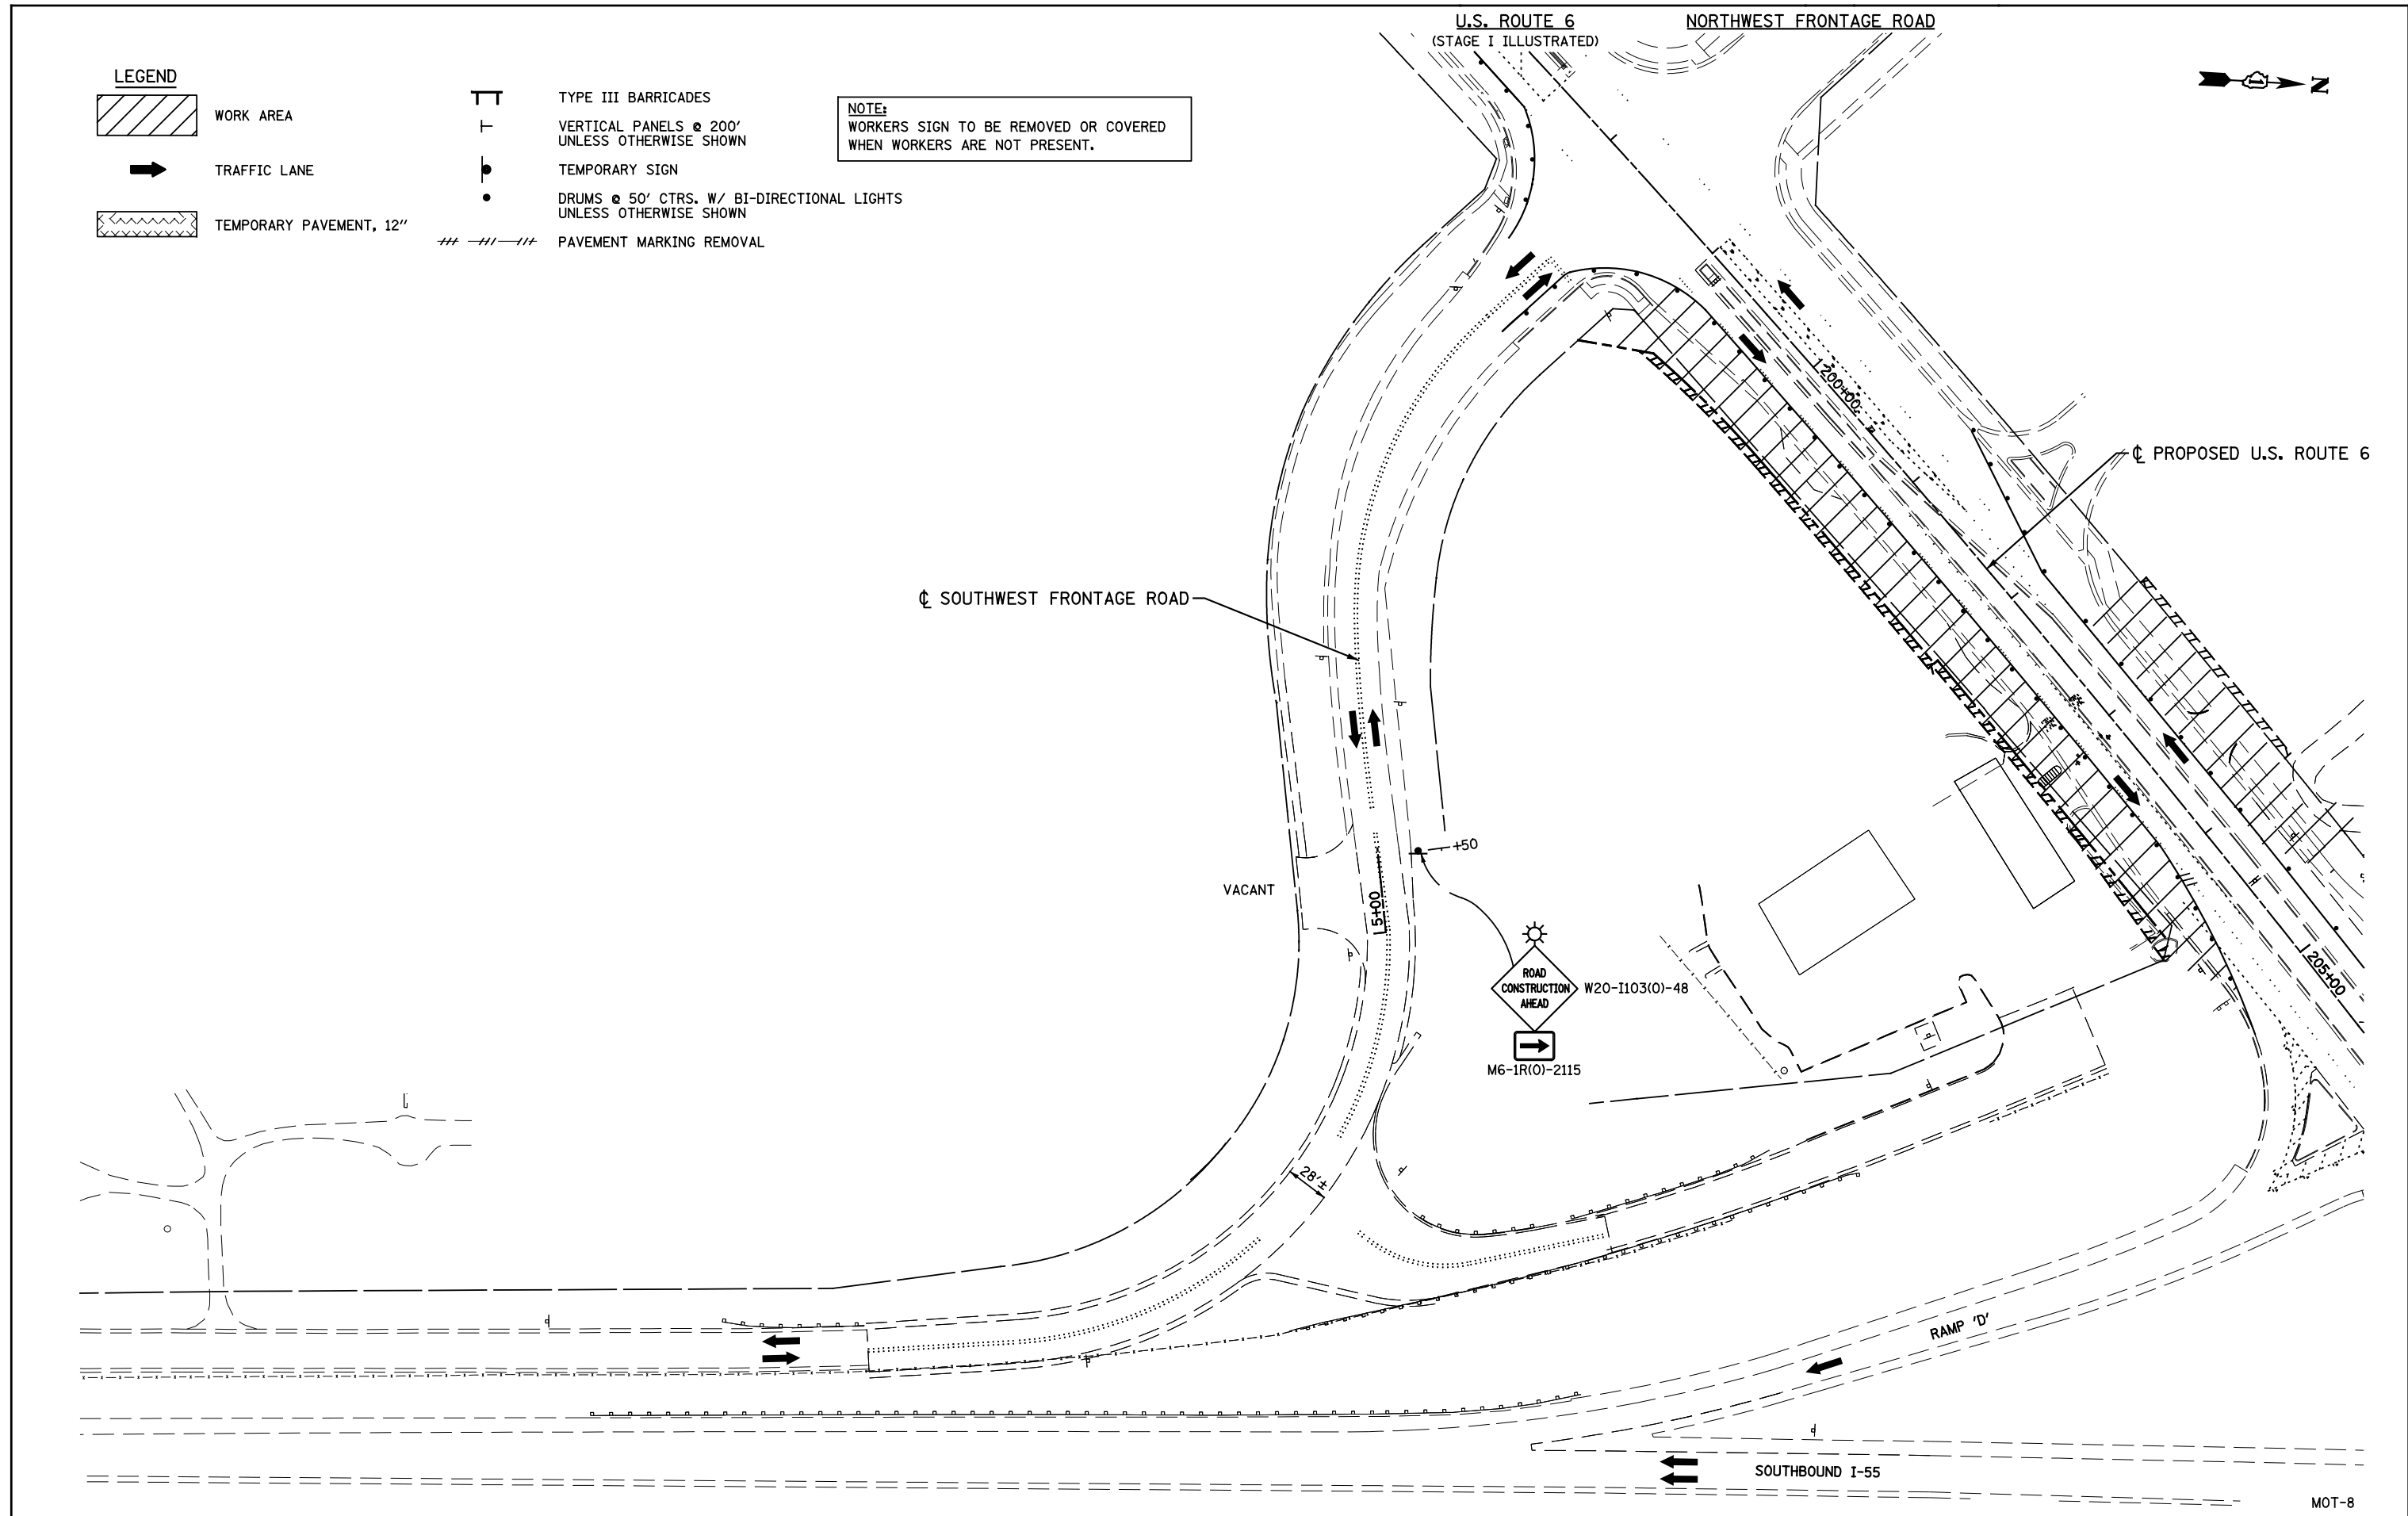 U.S. ROUTE 6
(STAGE I ILLUSTRATED)
NORTHWEST FRONTAGE ROAD
LEGEND
WORK AREA
TRAFFIC LANE
TEMPORARY PAVEMENT, 12"
TYPE III BARRICADES
VERTICAL PANELS @ 200'
UNLESS OTHERWISE SHOWN
TEMPORARY SIGN
DRUMS @ 50' CTRS. W/ BI-DIRECTIONAL LIGHTS
UNLESS OTHERWISE SHOWN
PAVEMENT MARKING REMOVAL
NOTE:
WORKERS SIGN TO BE REMOVED OR COVERED
WHEN WORKERS ARE NOT PRESENT.
N
200+00
℄ PROPOSED U.S. ROUTE 6
℄ SOUTHWEST FRONTAGE ROAD
+50
VACANT
5+00
ROAD
CONSTRUCTION
AHEAD
W20-I103(O)-48
M6-1R(O)-2115
205+00
28'±
RAMP 'D'
SOUTHBOUND I-55
MOT-8